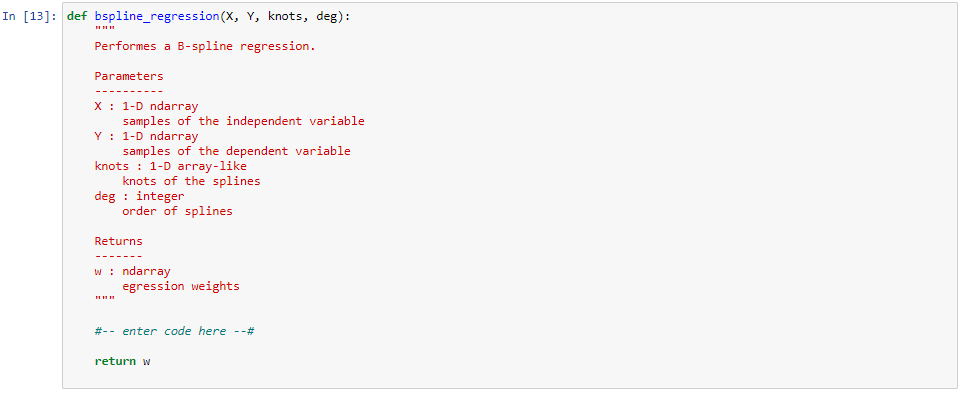 In [13]: def bspline_regression(X, Y, knots, deg):
"""
Performes a B-spline regression.
Parameters
----------
X : 1-D ndarray
samples of the independent variable
Y : 1-D ndarray
samples of the dependent variable
knots : 1-D array-like
knots of the splines
deg : integer
order of splines
Returns
-------
w : ndarray
egression weights
"""
#-- enter code here --#
return w